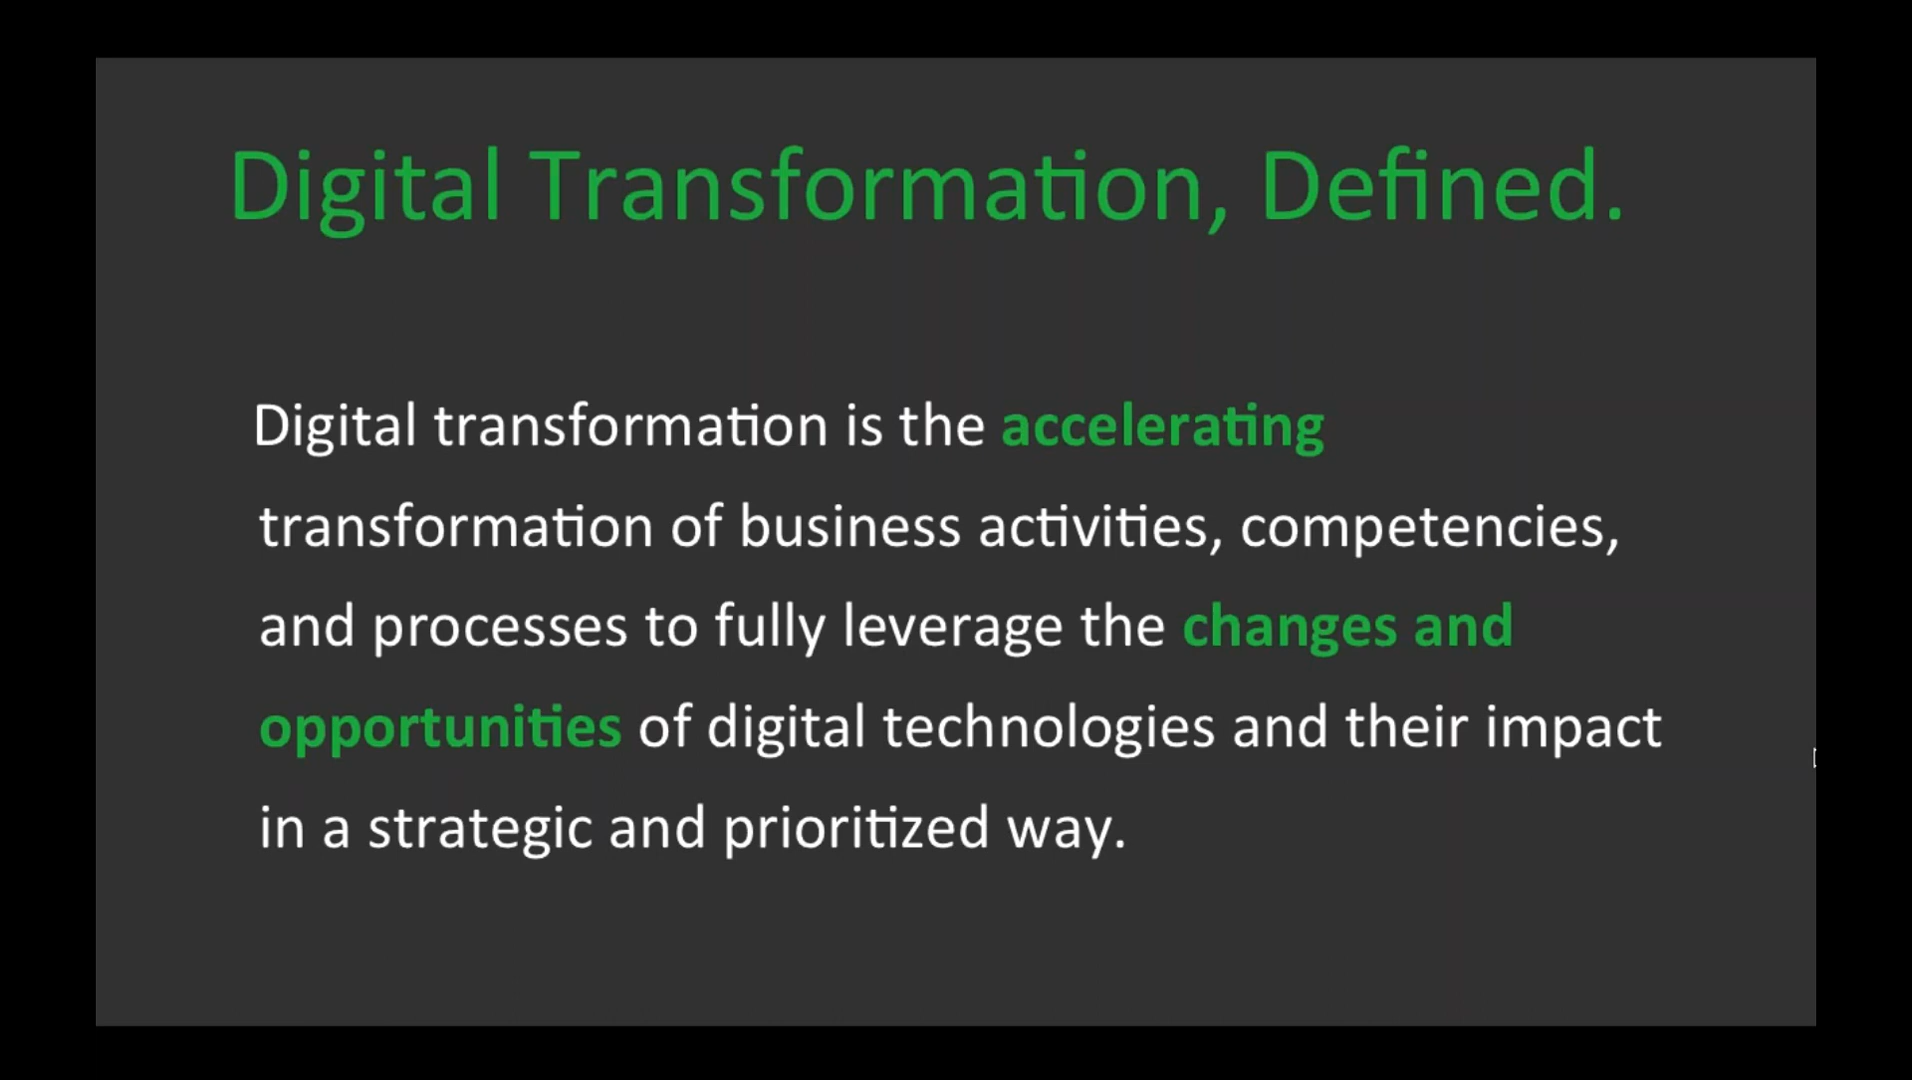 Digital Transformation, Defined.
Digital transformation is the accelerating
transformation of business activities, competencies,
and processes to fully leverage the changes and
opportunities of digital technologies and their impact
in a strategic and prioritized way.